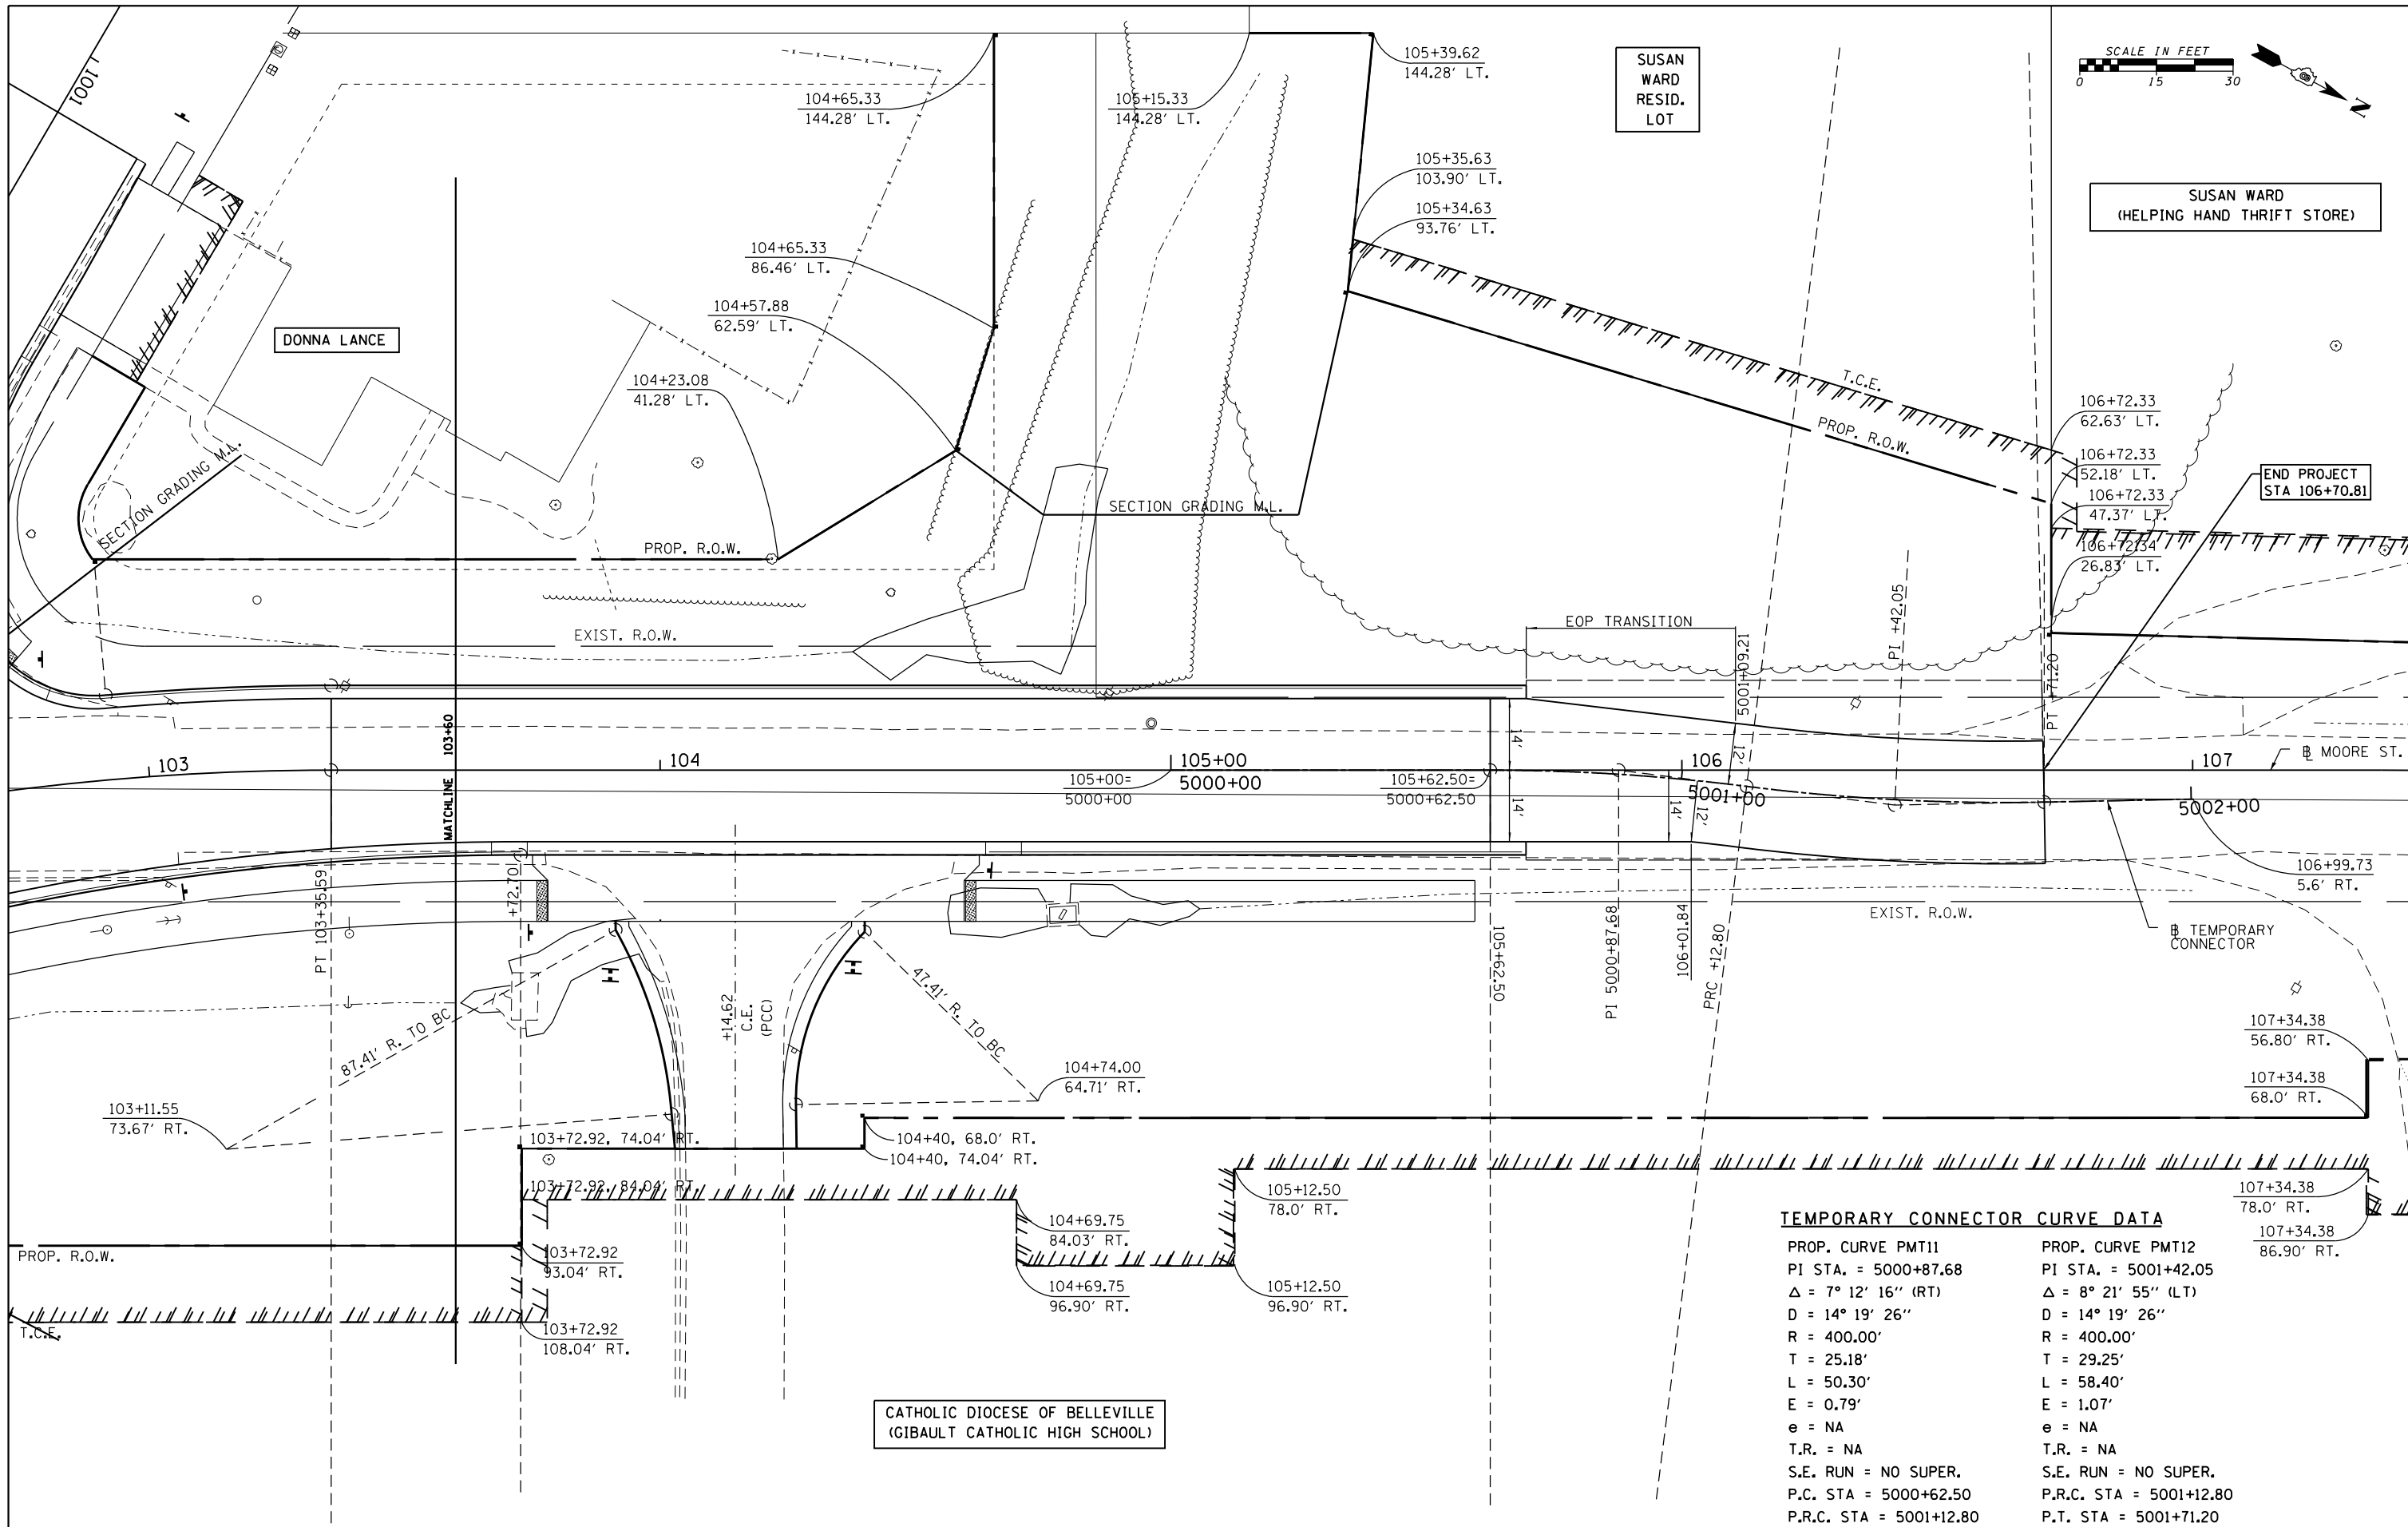 1001
104+65.33
144.28' LT.
105+15.33
144.28' LT.
105+39.62
144.28' LT.
SUSAN
WARD
RESID.
LOT
SCALE IN FEET
0 15 30
N
105+35.63
103.90' LT.
105+34.63
93.76' LT.
SUSAN WARD
(HELPING HAND THRIFT STORE)
104+65.33
86.46' LT.
104+57.88
62.59' LT.
DONNA LANCE
104+23.08
41.28' LT.
T.C.E.
PROP. R.O.W.
106+72.33
62.63' LT.
106+72.33
52.18' LT.
106+72.33
47.37' LT.
106+72.34
26.83' LT.
END PROJECT
STA 106+70.81
SECTION GRADING M.L.
SECTION GRADING M.L.
PROP. R.O.W.
EXIST. R.O.W.
EOP TRANSITION
5001+09.21
PI +42.05
PT +71.20
MATCHLINE 103+60
14'
12'
103
104
105+00
5000+00
105+00=
5000+00
105+62.50=
5000+62.50
106
5001+00
107
5002+00
B MOORE ST.
14'
14'
12'
106+99.73
5.6' RT.
EXIST. R.O.W.
B TEMPORARY
CONNECTOR
PT 103+35.59
+72.70
+14.62
C.E.
(PCC)
87.41' R. TO BC
47.41' R. TO BC
105+62.50
PI 5000+87.68
106+01.84
PRC +12.80
103+11.55
73.67' RT.
104+74.00
64.71' RT.
107+34.38
56.80' RT.
107+34.38
68.0' RT.
103+72.92, 74.04' RT.
104+40, 68.0' RT.
104+40, 74.04' RT.
103+72.92, 84.04' RT.
105+12.50
78.0' RT.
107+34.38
78.0' RT.
104+69.75
84.03' RT.
107+34.38
86.90' RT.
PROP. R.O.W.
103+72.92
93.04' RT.
104+69.75
96.90' RT.
105+12.50
96.90' RT.
T.C.E.
103+72.92
108.04' RT.
CATHOLIC DIOCESE OF BELLEVILLE
(GIBAULT CATHOLIC HIGH SCHOOL)
TEMPORARY CONNECTOR CURVE DATA
PROP. CURVE PMT11
PI STA. = 5000+87.68
Δ = 7° 12' 16'' (RT)
D = 14° 19' 26''
R = 400.00'
T = 25.18'
L = 50.30'
E = 0.79'
e = NA
T.R. = NA
S.E. RUN = NO SUPER.
P.C. STA = 5000+62.50
P.R.C. STA = 5001+12.80
PROP. CURVE PMT12
PI STA. = 5001+42.05
Δ = 8° 21' 55'' (LT)
D = 14° 19' 26''
R = 400.00'
T = 29.25'
L = 58.40'
E = 1.07'
e = NA
T.R. = NA
S.E. RUN = NO SUPER.
P.R.C. STA = 5001+12.80
P.T. STA = 5001+71.20